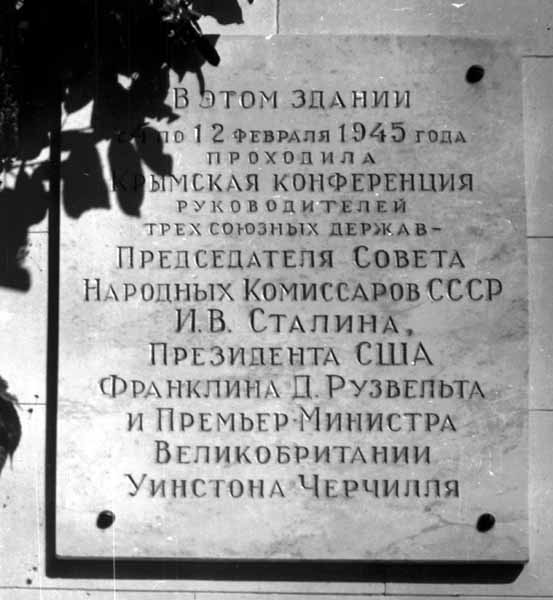 В ЭТОМ ЗДАНИИ
С 4 ПО 12 ФЕВРАЛЯ 1945 ГОДА
ПРОХОДИЛА
КРЫМСКАЯ КОНФЕРЕНЦИЯ
РУКОВОДИТЕЛЕЙ
ТРЕХ СОЮЗНЫХ ДЕРЖАВ-
ПРЕДСЕДАТЕЛЯ СОВЕТА
НАРОДНЫХ КОМИССАРОВ СССР
И.В. СТАЛИНА,
ПРЕЗИДЕНТА США
ФРАНКЛИНА Д. РУЗВЕЛЬТА
И ПРЕМЬЕР-МИНИСТРА
ВЕЛИКОБРИТАНИИ
УИНСТОНА ЧЕРЧИЛЛЯ